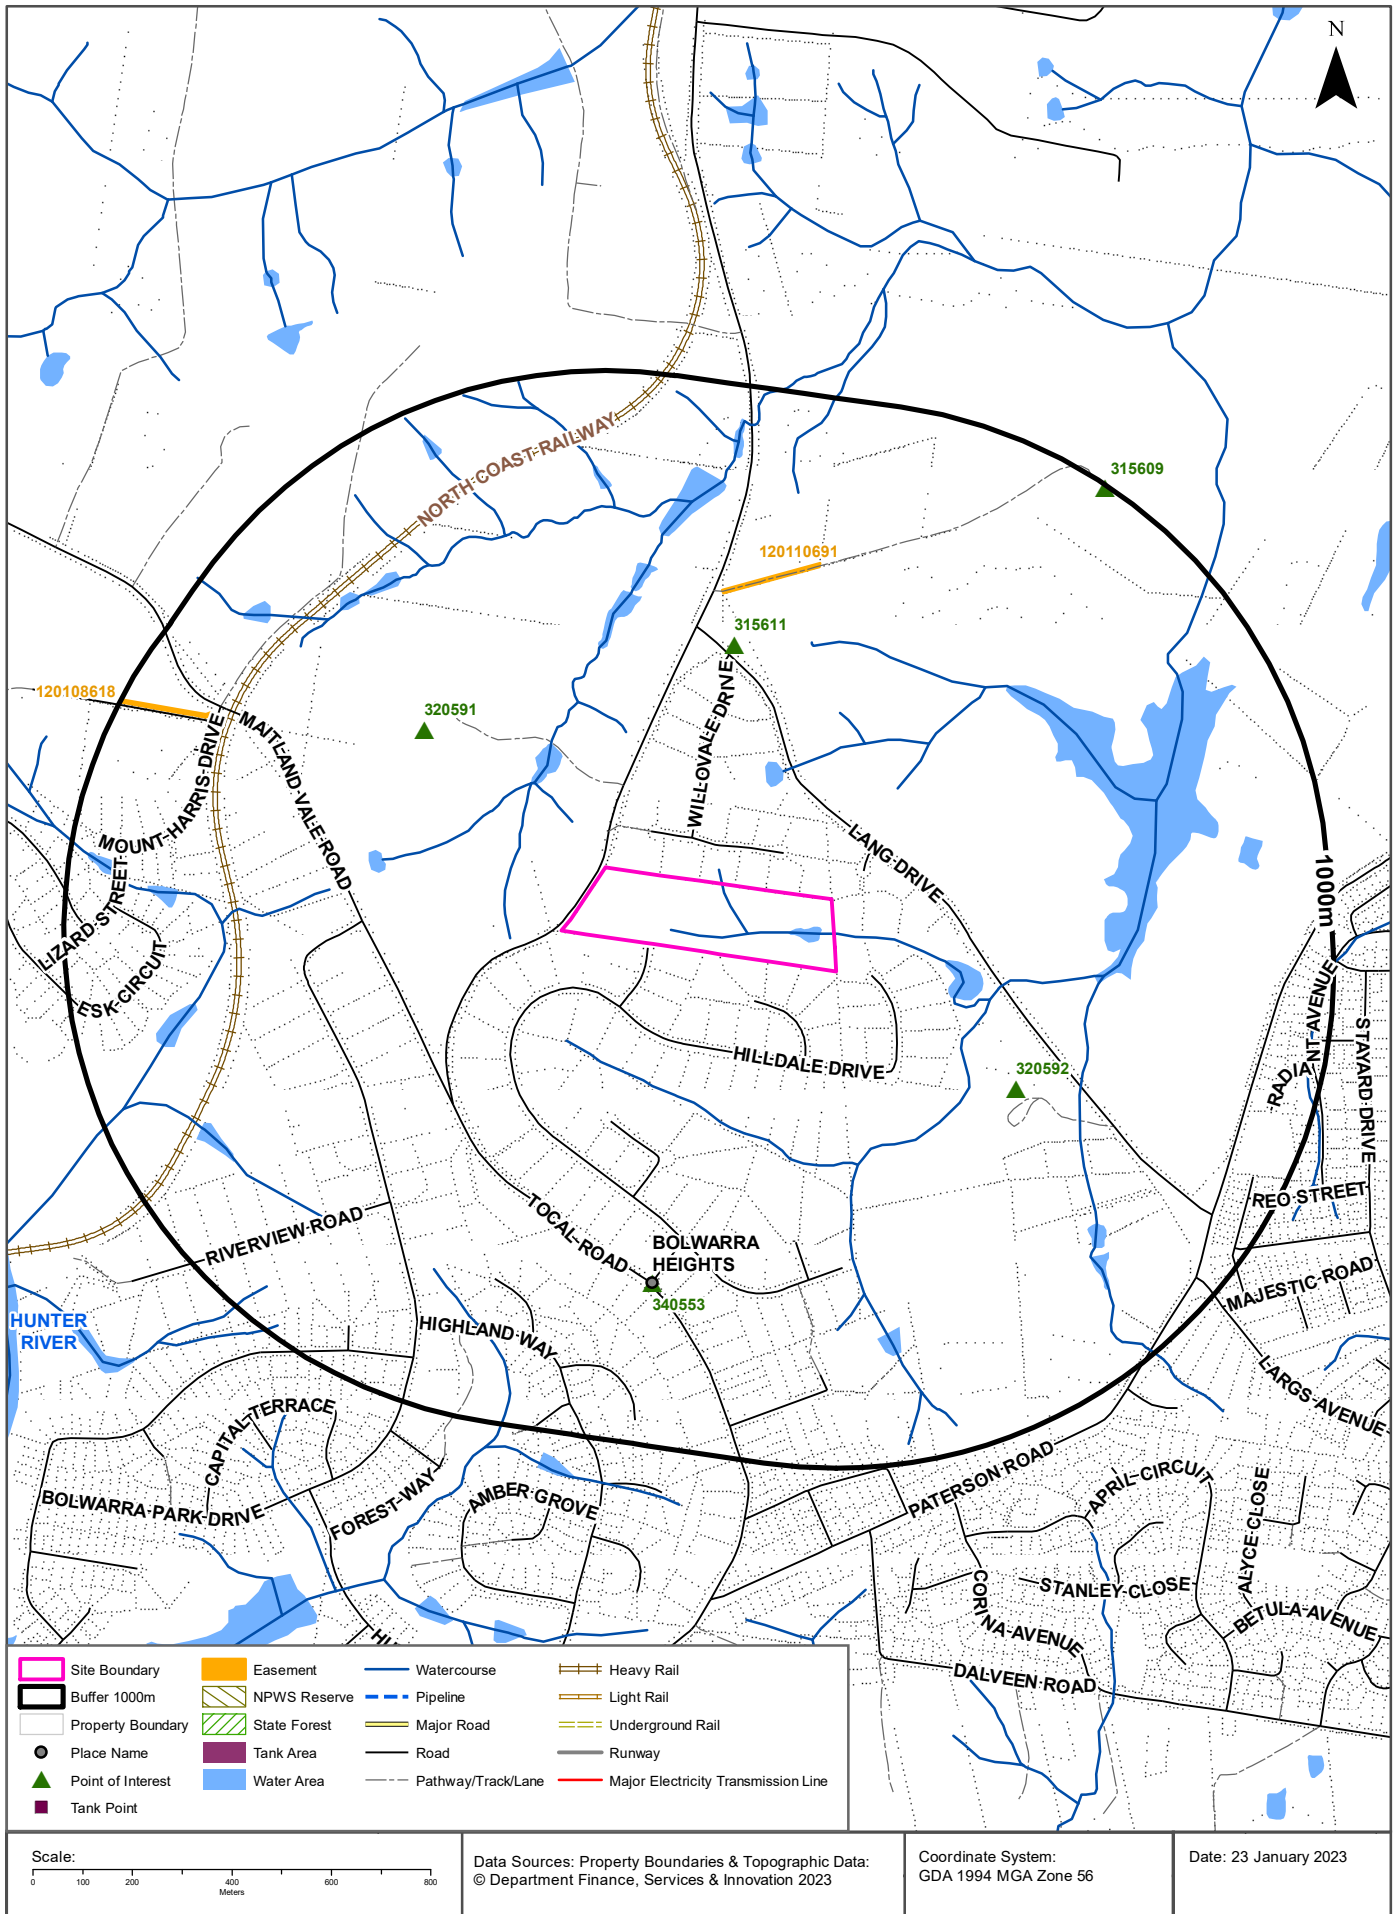 N
315609
NORTH COAST RAILWAY
120110691
315611
120108618
320591
WILLOVALE DRIVE
MAITLAND VALE ROAD
MOUNT HARRIS DRIVE
LANG DRIVE
1000m
LIZARD STREET
ESK CIRCUIT
RADIANT AVENUE
STAYARD DRIVE
HILLDALE DRIVE
320592
REO STREET
TOCAL ROAD
RIVERVIEW ROAD
BOLWARRA
HEIGHTS
340553
MAJESTIC ROAD
HUNTER
RIVER
HIGHLAND WAY
LARGS AVENUE
CAPITAL TERRACE
PATERSON ROAD
APRIL CIRCUIT
ALYCE CLOSE
BOLWARRA PARK DRIVE
FOREST WAY
AMBER GROVE
CORINA AVENUE
STANLEY CLOSE
BETULA AVENUE
DALVEEN ROAD
Site Boundary
Easement
Watercourse
Heavy Rail
Buffer 1000m
NPWS Reserve
Pipeline
Light Rail
Property Boundary
State Forest
Major Road
Underground Rail
Place Name
Tank Area
Road
Runway
Point of Interest
Water Area
Pathway/Track/Lane
Major Electricity Transmission Line
Tank Point
Scale:
0 100 200 400 600 800
Meters
Data Sources: Property Boundaries & Topographic Data:
© Department Finance, Services & Innovation 2023
Coordinate System:
GDA 1994 MGA Zone 56
Date: 23 January 2023